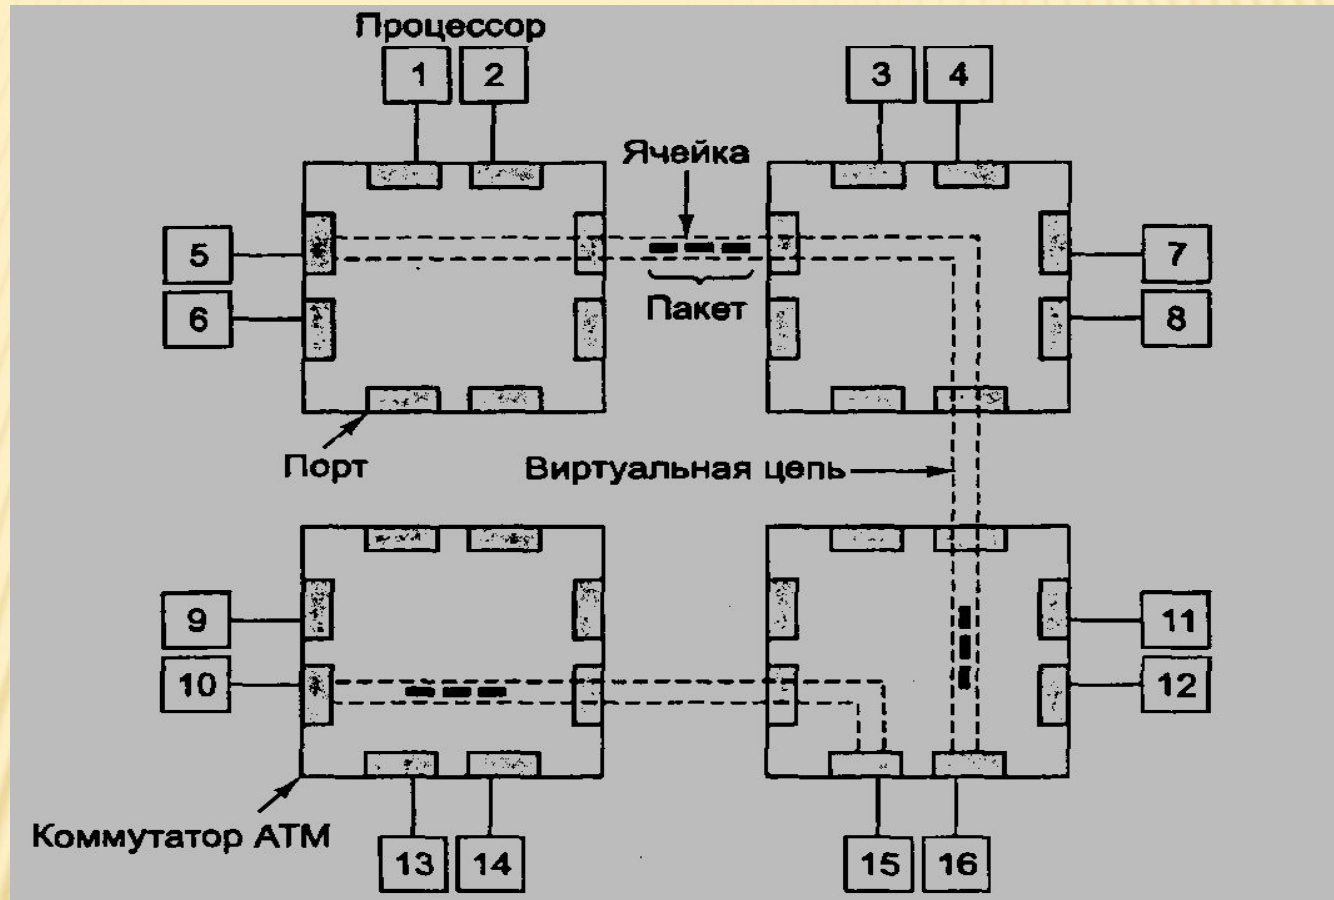 Процессор
1 2 3 4
Ячейка
5 7
Пакет
6 8
Порт
Виртуальная цепь
9 11
10 12
Коммутатор АТМ
13 14 15 16